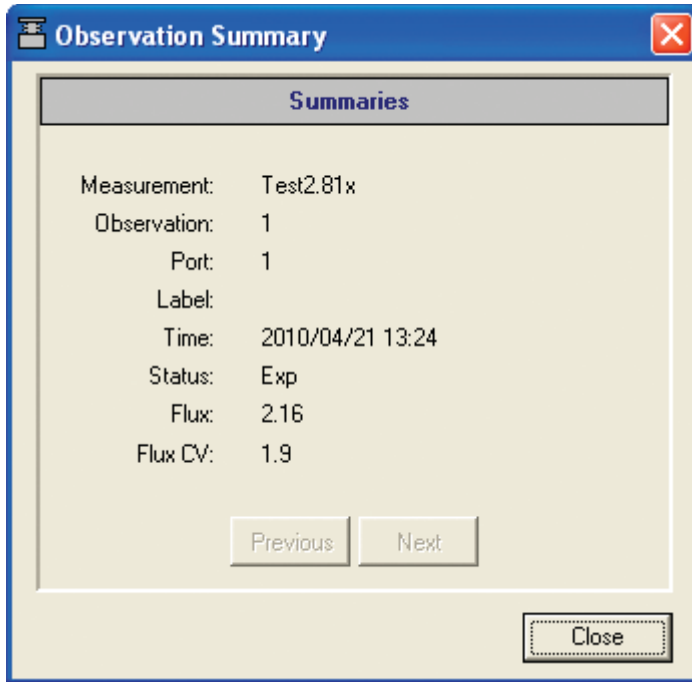 Observation Summary
Summaries
Measurement: Test2.81x
Observation: 1
Port: 1
Label:
Time: 2010/04/21 13:24
Status: Exp
Flux: 2.16
Flux CV: 1.9
Previous Next
Close